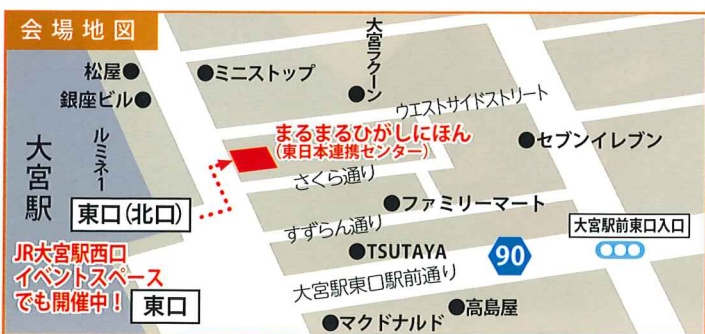 会場地図
松屋
銀座ビル
ミニストップ
大宮ラクーン
ウエストサイドストリート
まるまるひがしにほん
(東日本連携センター)
セブンイレブン
さくら通り
ルミネ1
大宮駅
東口(北口)
ファミリーマート
すずらん通り
大宮駅前東口入口
TSUTAYA
90
JR大宮駅西口
イベントスペース
でも開催中！
東口
大宮駅東口駅前通り
高島屋
マクドナルド